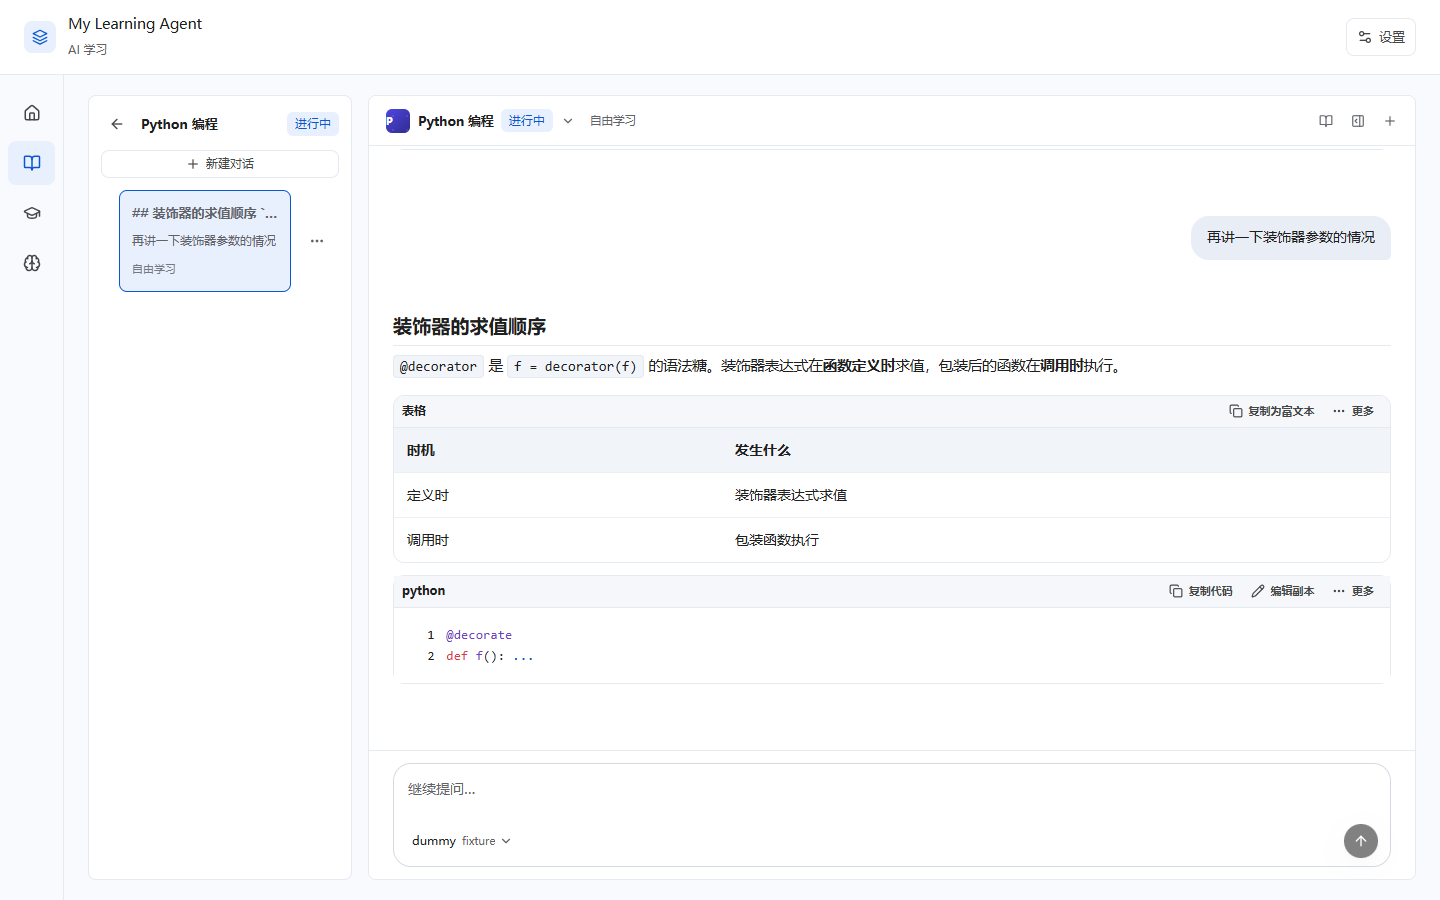 My Learning Agent
AI 学习
设置
Python 编程
进行中
新建对话
## 装饰器的求值顺序 `...
再讲一下装饰器参数的情况
自由学习
P
Python 编程
进行中
自由学习
再讲一下装饰器参数的情况
装饰器的求值顺序
@decorator 是 f = decorator(f) 的语法糖。装饰器表达式在函数定义时求值，包装后的函数在调用时执行。
表格
复制为富文本
更多
时机 发生什么
定义时 装饰器表达式求值
调用时 包装函数执行
python
复制代码
编辑副本
更多
1 @decorate
2 def f(): ...
继续提问...
dummy fixture